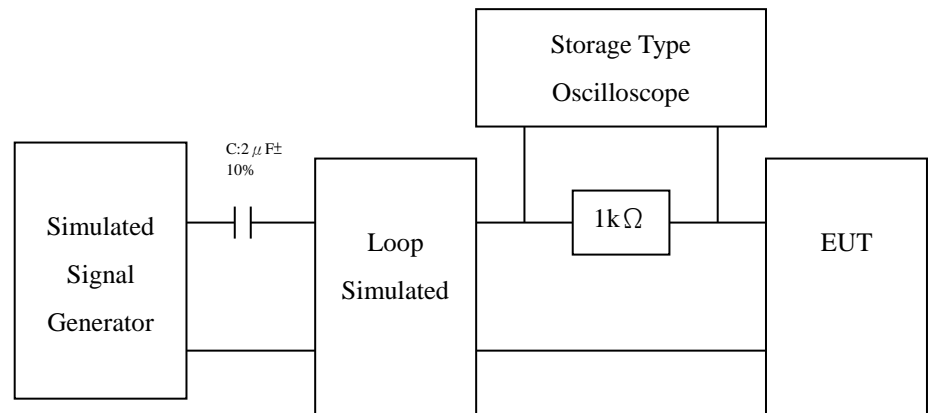 Storage Type
Oscilloscope
C:2μF±
10%
Simulated
Signal
Generator
Loop
Simulated
1kΩ
EUT